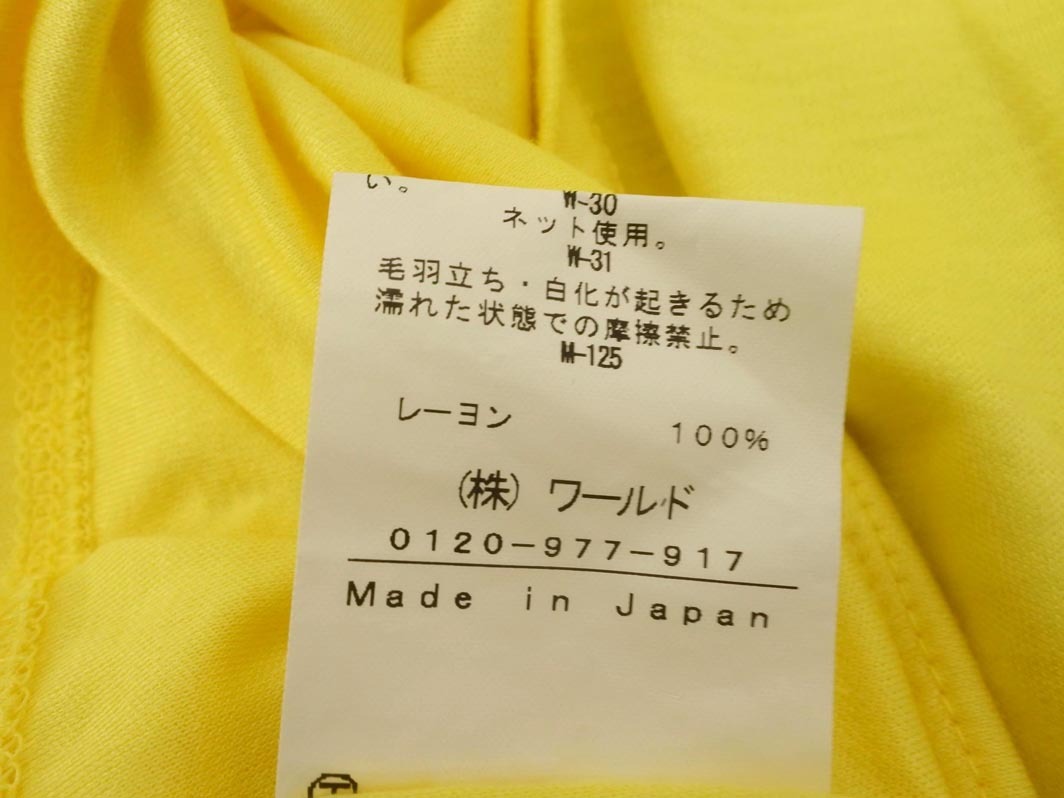 い。
W-30
ネット使用。
W-31
毛羽立ち・白化が起きるため
濡れた状態での摩擦禁止。
M-125
レーヨン 100%
(株) ワールド
0120-977-917
Made in Japan